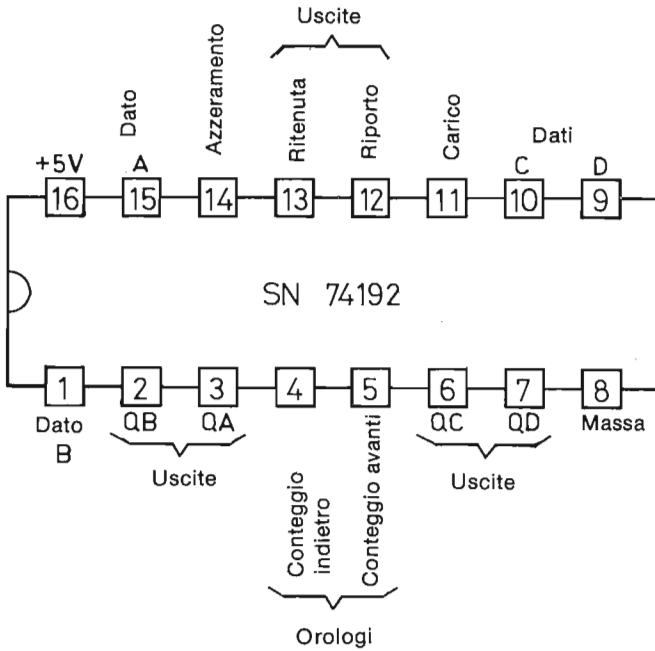 Uscite
Dato
Azzeramento
Ritenuta
Riporto
Carico
Dati
+5V A C D
16 15 14 13 12 11 10 9
SN 74192
1 2 3 4 5 6 7 8
Dato
B
QB QA
QC QD
Massa
Uscite
Conteggio
indietro
Conteggio avanti
Uscite
Orologi